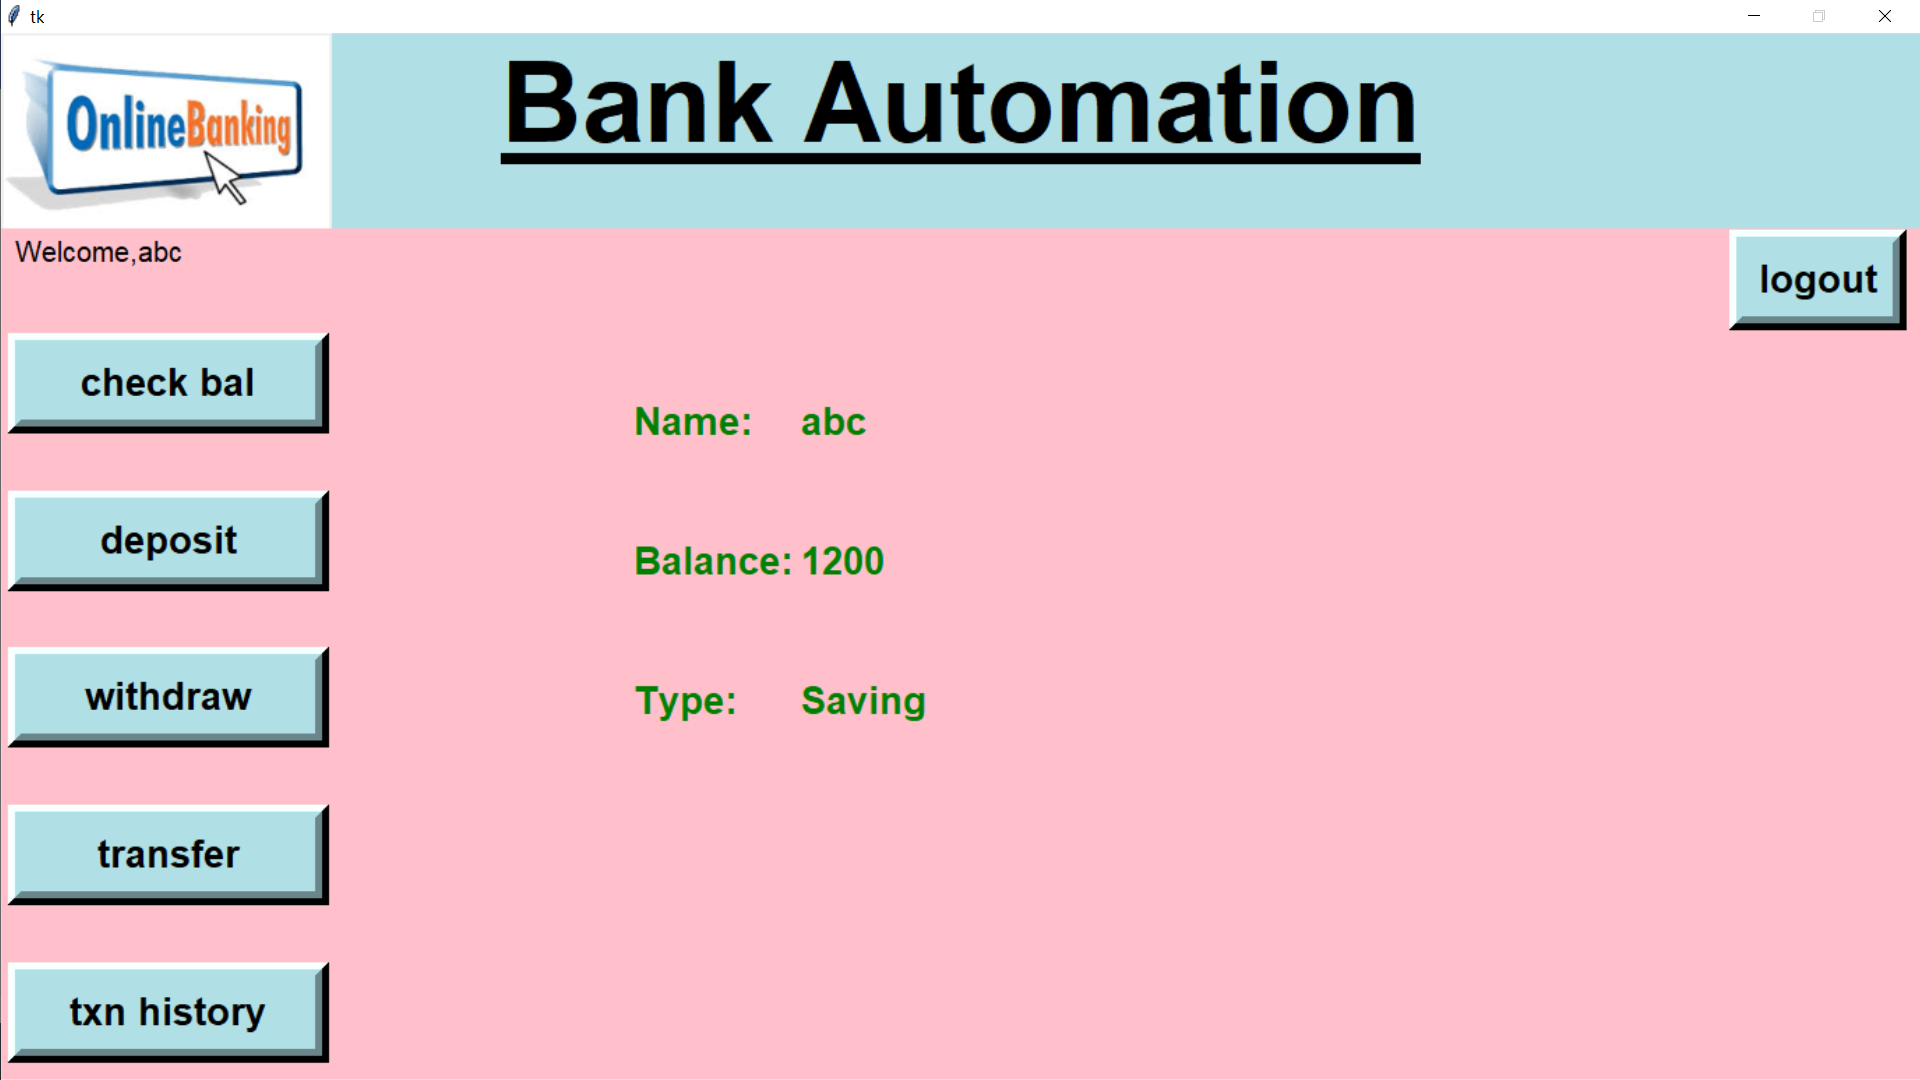 tk
OnlineBanking
Bank Automation
Welcome,abc
logout
check bal
deposit
withdraw
transfer
txn history
Name: abc
Balance: 1200
Type: Saving